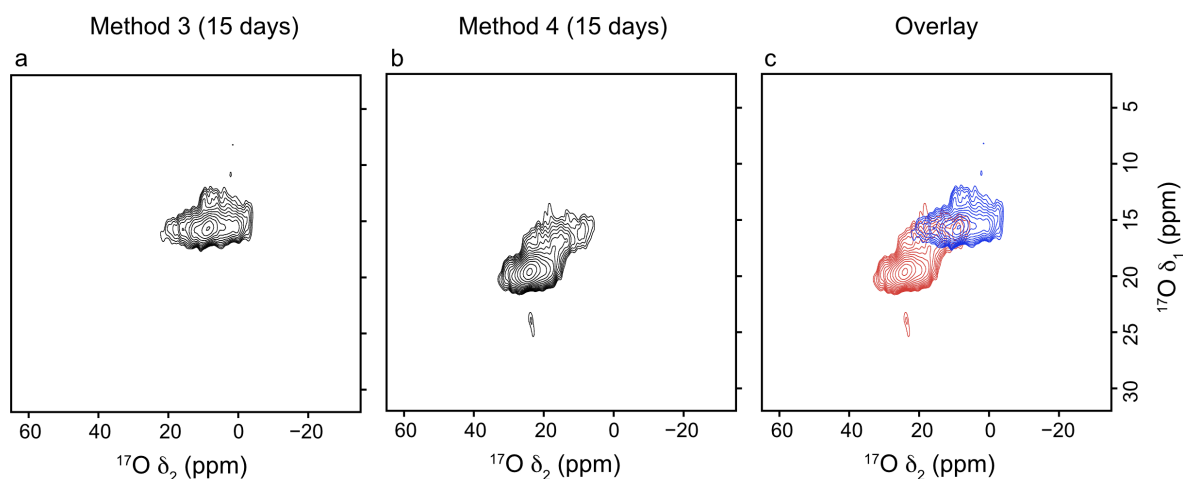 Method 3 (15 days)
Method 4 (15 days)
Overlay
a
b
c
5
10
15
20
25
30
¹⁷O δ₁ (ppm)
60 40 20 0 −20
60 40 20 0 −20
60 40 20 0 −20
¹⁷O δ₂ (ppm)
¹⁷O δ₂ (ppm)
¹⁷O δ₂ (ppm)